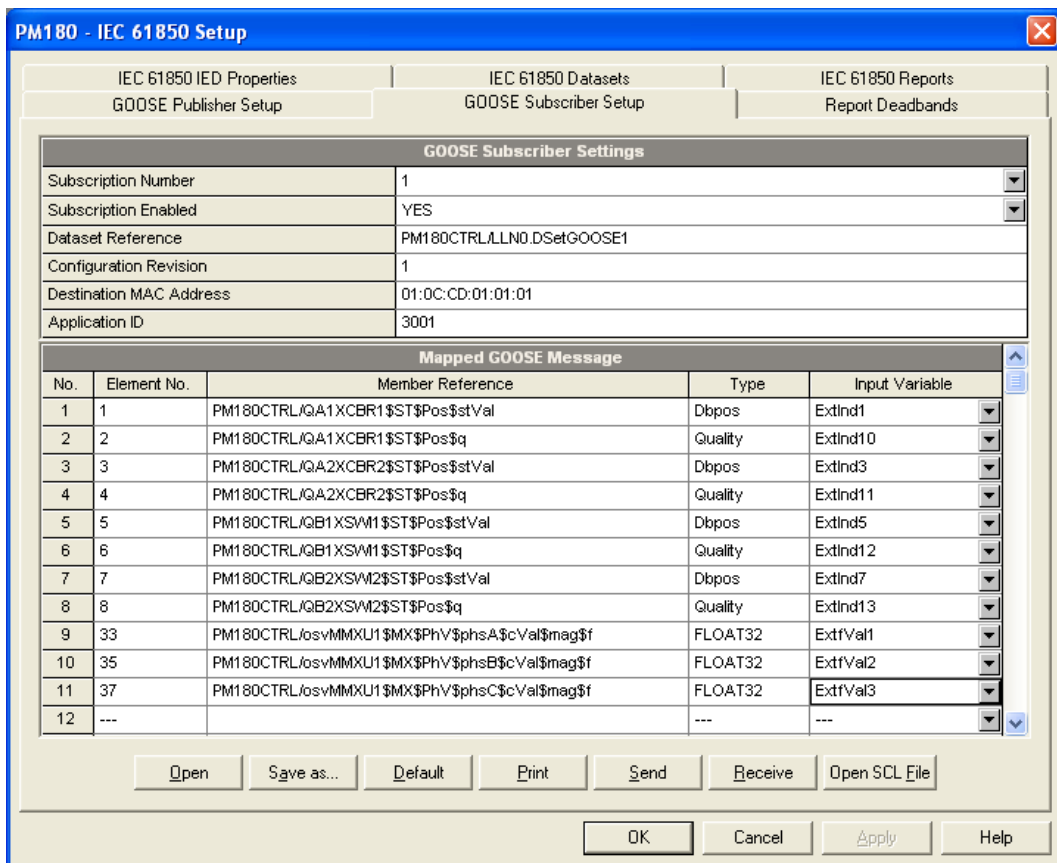 PM180 - IEC 61850 Setup
IEC 61850 IED Properties IEC 61850 Datasets IEC 61850 Reports
GOOSE Publisher Setup GOOSE Subscriber Setup Report Deadbands
GOOSE Subscriber Settings
Subscription Number 1
Subscription Enabled YES
Dataset Reference PM180CTRL/LLN0.DSetGOOSE1
Configuration Revision 1
Destination MAC Address 01:0C:CD:01:01:01
Application ID 3001
Mapped GOOSE Message
No. Element No. Member Reference Type Input Variable
1 1 PM180CTRL/QA1XCBR1$ST$Pos$stVal Dbpos ExtInd1
2 2 PM180CTRL/QA1XCBR1$ST$Pos$q Quality ExtInd10
3 3 PM180CTRL/QA2XCBR2$ST$Pos$stVal Dbpos ExtInd3
4 4 PM180CTRL/QA2XCBR2$ST$Pos$q Quality ExtInd11
5 5 PM180CTRL/QB1XSWI1$ST$Pos$stVal Dbpos ExtInd5
6 6 PM180CTRL/QB1XSWI1$ST$Pos$q Quality ExtInd12
7 7 PM180CTRL/QB2XSWI2$ST$Pos$stVal Dbpos ExtInd7
8 8 PM180CTRL/QB2XSWI2$ST$Pos$q Quality ExtInd13
9 33 PM180CTRL/osvMMXU1$MX$PhV$phsA$cVal$mag$f FLOAT32 ExtfVal1
10 35 PM180CTRL/osvMMXU1$MX$PhV$phsB$cVal$mag$f FLOAT32 ExtfVal2
11 37 PM180CTRL/osvMMXU1$MX$PhV$phsC$cVal$mag$f FLOAT32 ExtfVal3
12 --- --- ---
Open Save as... Default Print Send Receive Open SCL File
OK Cancel Apply Help